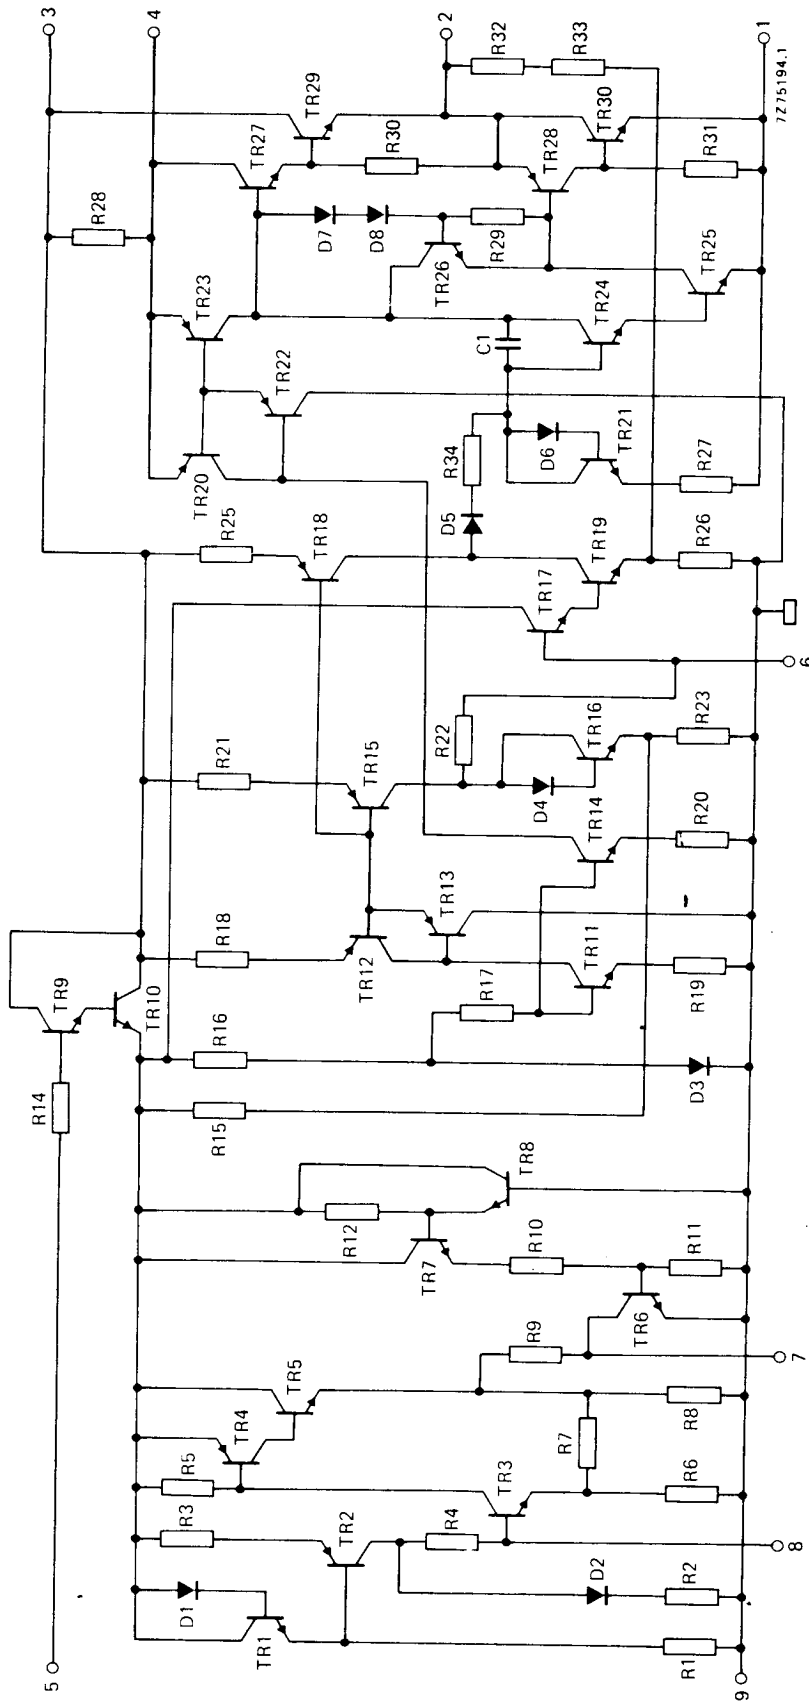 3
4
2
1
7Z75194.1
R32
R33
TR29
TR27
TR30
R30
TR28
R31
R28
D7
D8
R29
TR26
TR25
TR23
TR24
C1
TR22
TR20
R34
D6
TR21
R27
R25
TR18
D5
TR19
R26
TR17
6
R21
TR15
R22
TR16
D4
R23
TR14
R20
R18
TR13
TR12
R17
TR11
R19
TR9
TR10
R16
D3
R14
R15
TR8
R12
TR7
R10
R11
TR6
R9
7
TR5
TR4
R8
R7
R5
TR3
R6
R3
TR2
R4
8
D2
R2
D1
TR1
R1
5
9